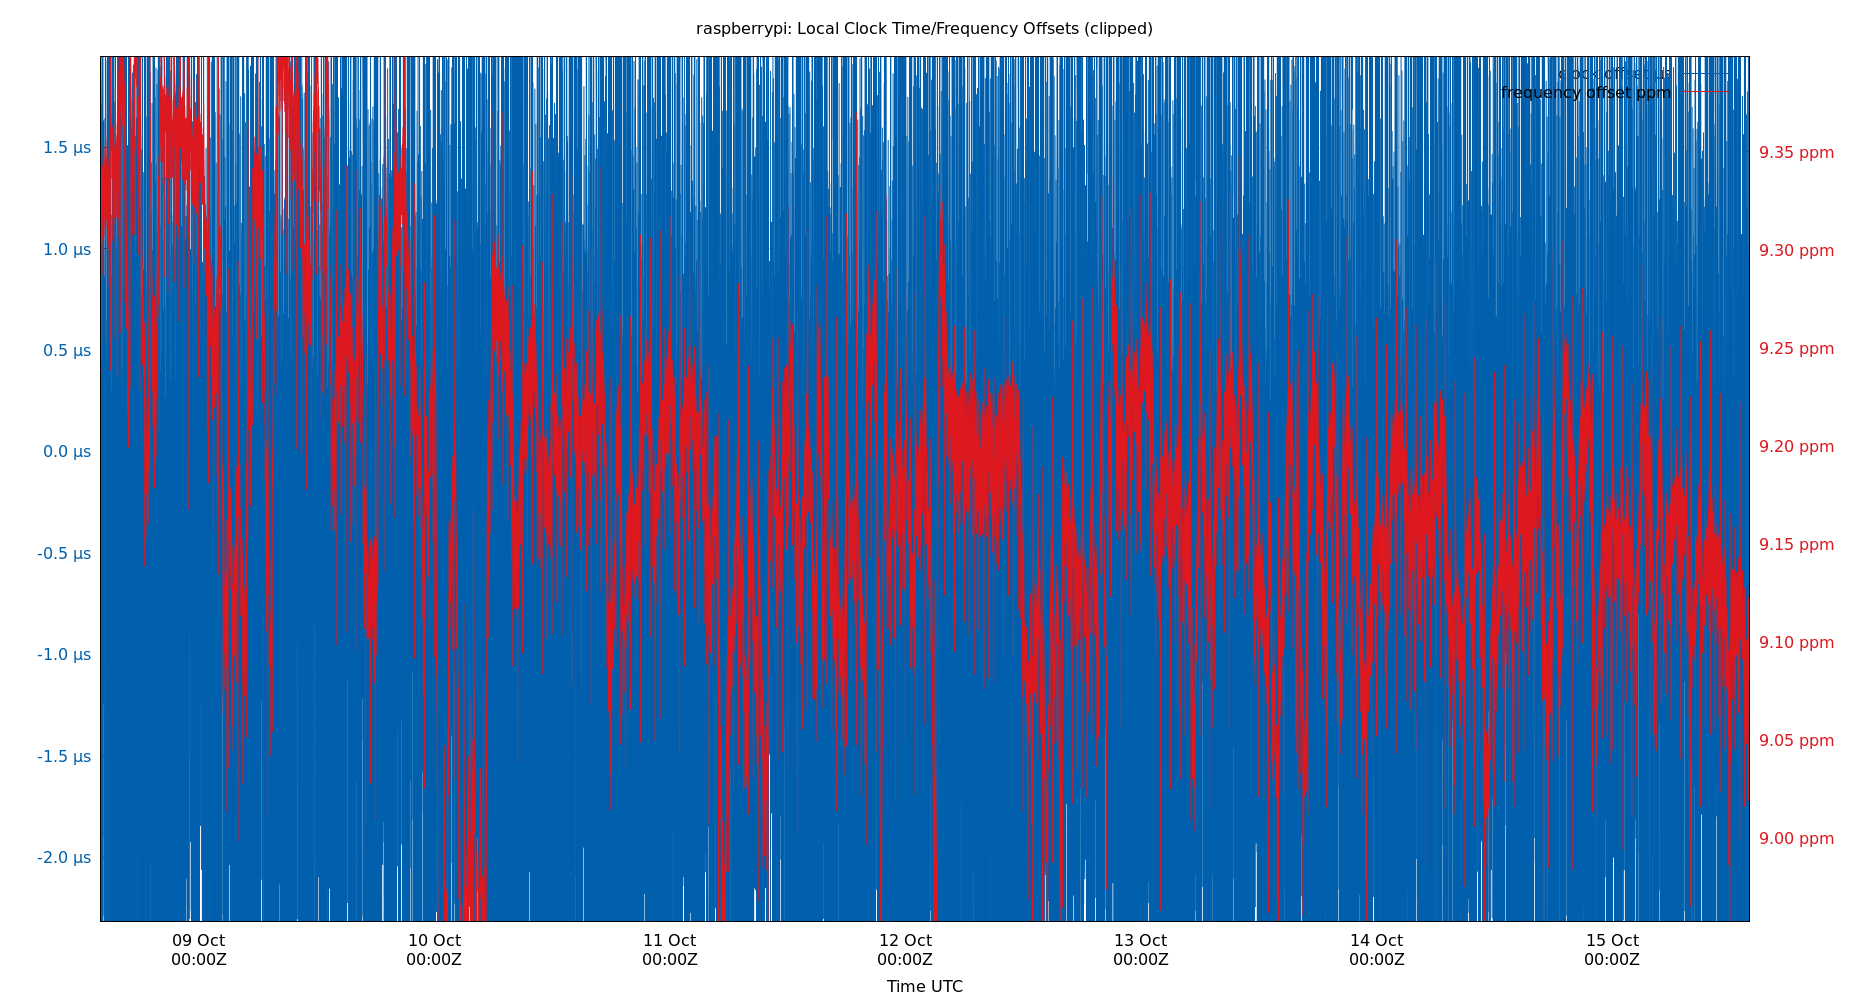 raspberrypi: Local Clock Time/Frequency Offsets (clipped)
clock offset μs
frequency offset ppm
1.5 μs
1.0 μs
0.5 μs
0.0 μs
-0.5 μs
-1.0 μs
-1.5 μs
-2.0 μs
9.35 ppm
9.30 ppm
9.25 ppm
9.20 ppm
9.15 ppm
9.10 ppm
9.05 ppm
9.00 ppm
09 Oct 10 Oct 11 Oct 12 Oct 13 Oct 14 Oct 15 Oct
00:00Z 00:00Z 00:00Z 00:00Z 00:00Z 00:00Z 00:00Z
Time UTC